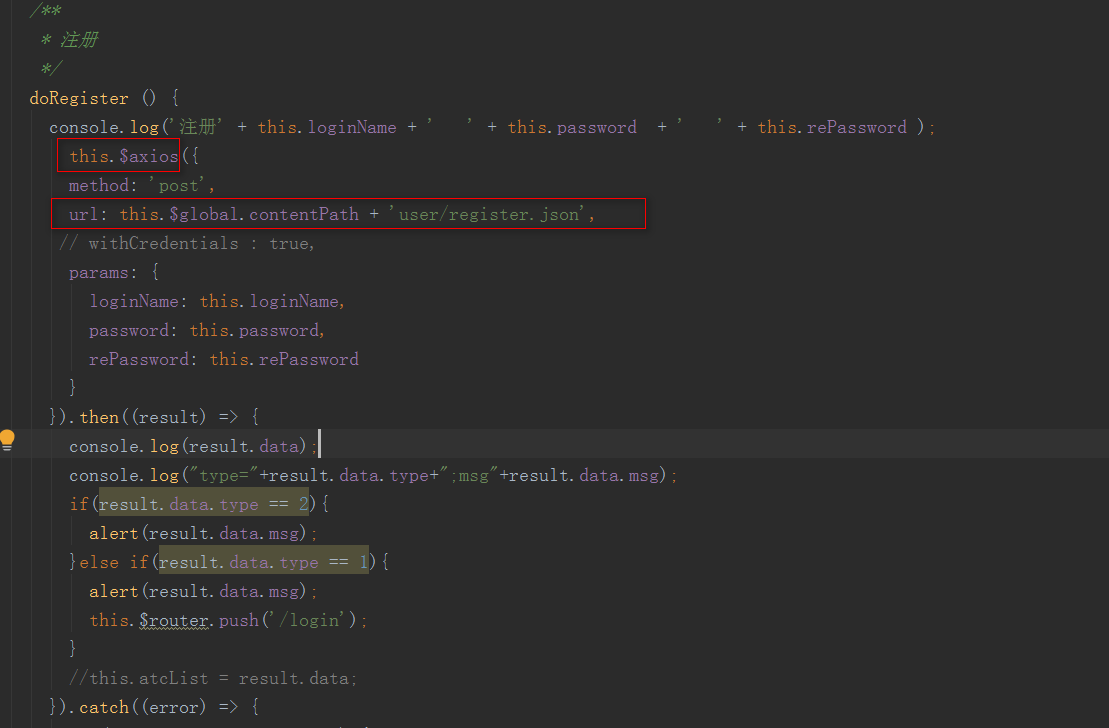 /**
* 注册
*/
doRegister () {
console.log('注册' + this.loginName + '   ' + this.password  + '   ' + this.rePassword );
this.$axios({
method: 'post',
url: this.$global.contentPath + 'user/register.json',
// withCredentials : true,
params: {
loginName: this.loginName,
password: this.password,
rePassword: this.rePassword
}
}).then((result) => {
console.log(result.data);
console.log("type="+result.data.type+";msg"+result.data.msg);
if(result.data.type == 2){
alert(result.data.msg);
}else if(result.data.type == 1){
alert(result.data.msg);
this.$router.push('/login');
}
//this.atcList = result.data;
}).catch((error) => {